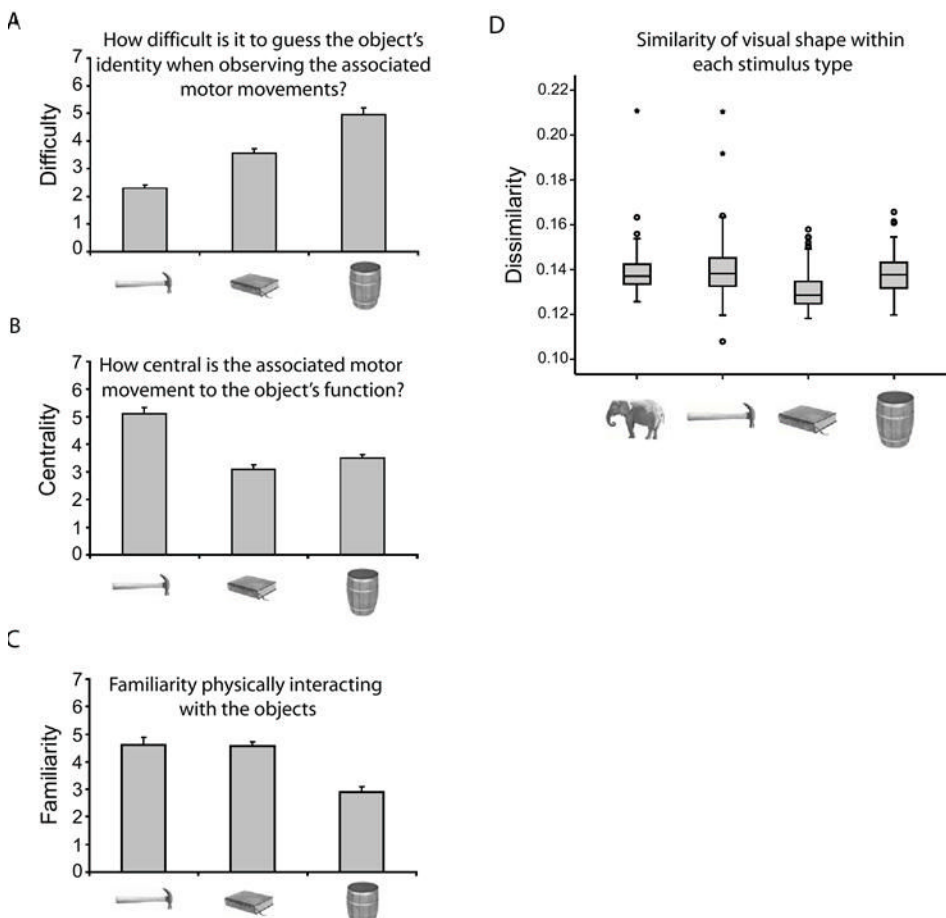 A
How difficult is it to guess the object's
identity when observing the associated
motor movements?
Difficulty
7
6
5
4
3
2
1
0
B
How central is the associated motor
movement to the object's function?
Centrality
7
6
5
4
3
2
1
0
C
Familiarity physically interacting
with the objects
Familiarity
7
6
5
4
3
2
1
0
D
Similarity of visual shape within
each stimulus type
Dissimilarity
0.22
0.20
0.18
0.16
0.14
0.12
0.10